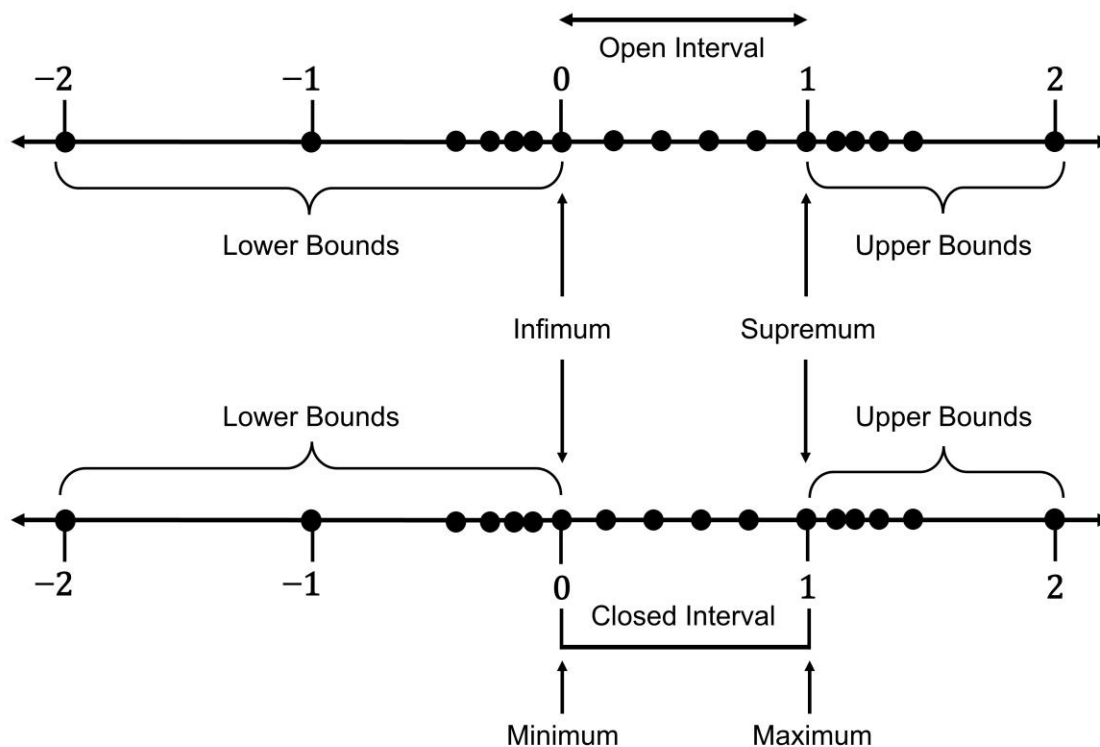 Open Interval
−2 −1 0 1 2
Lower Bounds Upper Bounds
Infimum Supremum
Lower Bounds Upper Bounds
−2 −1 0 1 2
Closed Interval
Minimum Maximum